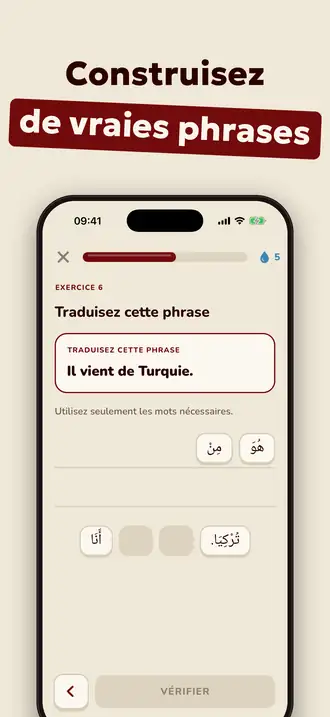 Construisez
de vraies phrases
09:41
5
EXERCICE 6
Traduisez cette phrase
TRADUISEZ CETTE PHRASE
Il vient de Turquie.
Utilisez seulement les mots nécessaires.
هُوَ مِنْ
تُرْكِيَا. أَنَا
VÉRIFIER